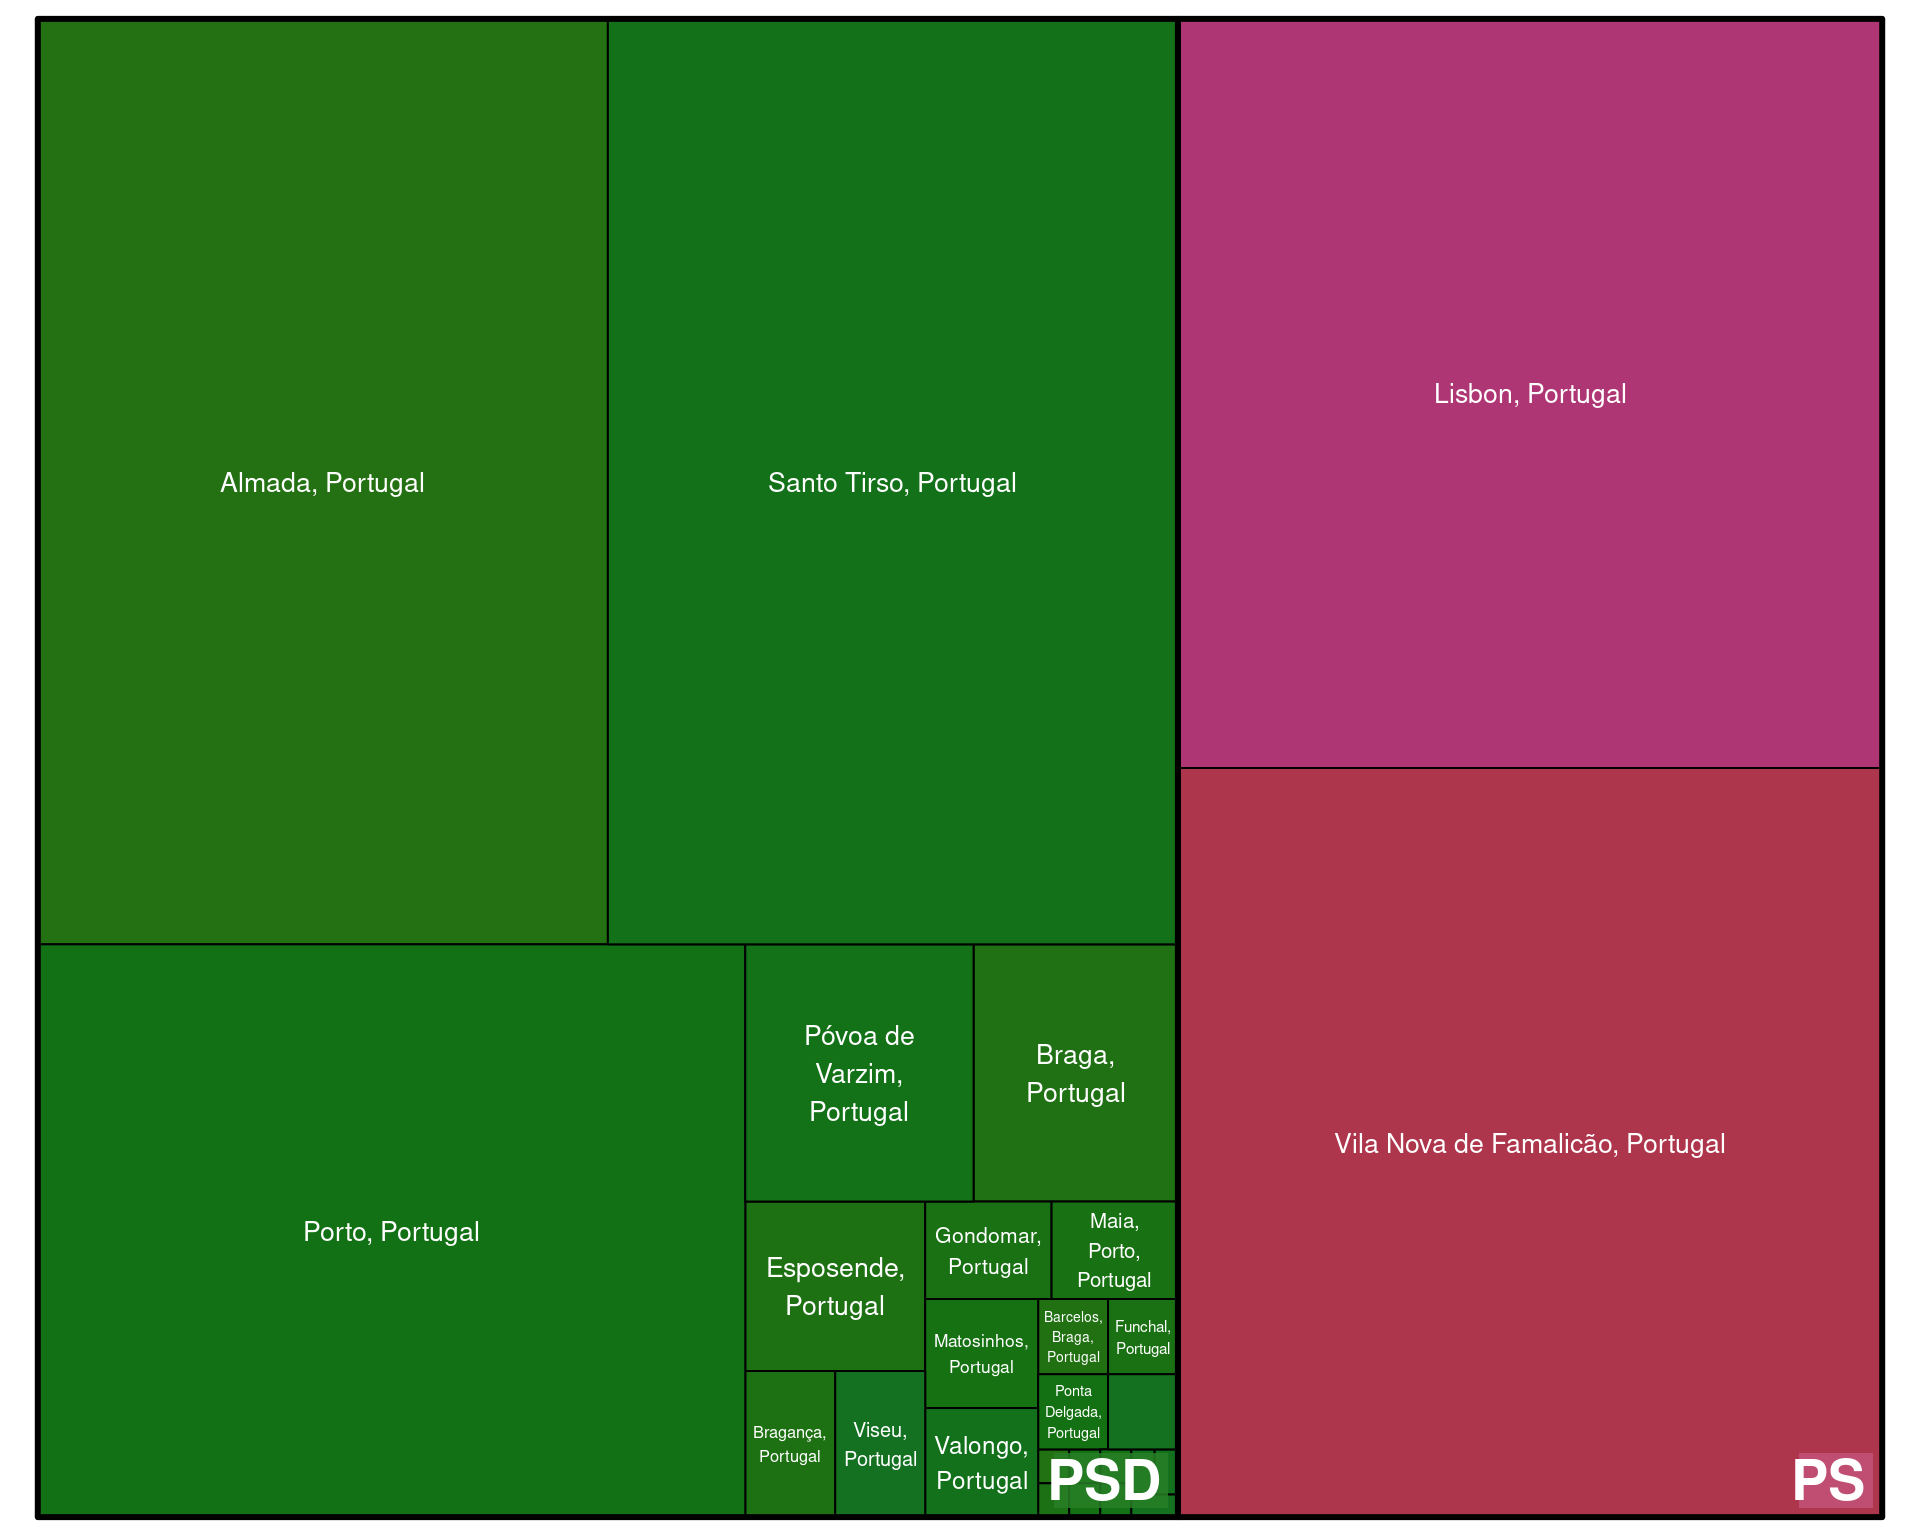 Almada, Portugal
Santo Tirso, Portugal
Lisbon, Portugal
Porto, Portugal
Póvoa de
Varzim,
Portugal
Braga,
Portugal
Vila Nova de Famalicão, Portugal
Esposende,
Portugal
Gondomar,
Portugal
Maia,
Porto,
Portugal
Matosinhos,
Portugal
Barcelos,
Braga,
Portugal
Funchal,
Portugal
Ponta
Delgada,
Portugal
Bragança,
Portugal
Viseu,
Portugal
Valongo,
Portugal
PSD
PS